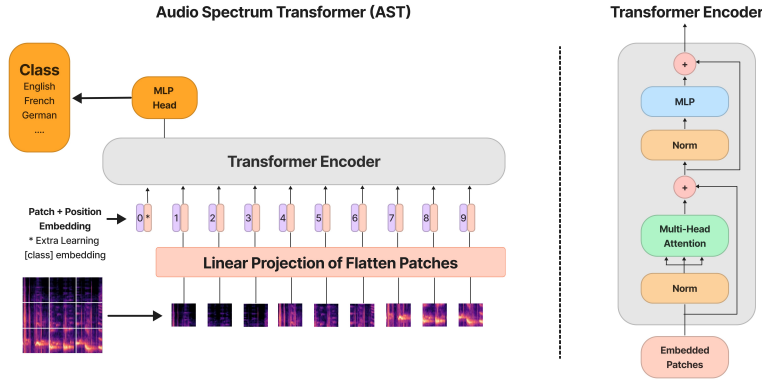 Audio Spectrum Transformer (AST)
Class
English
French
German
....
MLP
Head
Transformer Encoder
Patch + Position
Embedding
* Extra Learning
[class] embedding
0 * 1 2 3 4 5 6 7 8 9
Linear Projection of Flatten Patches
Transformer Encoder
+
MLP
Norm
+
Multi-Head
Attention
Norm
Embedded
Patches